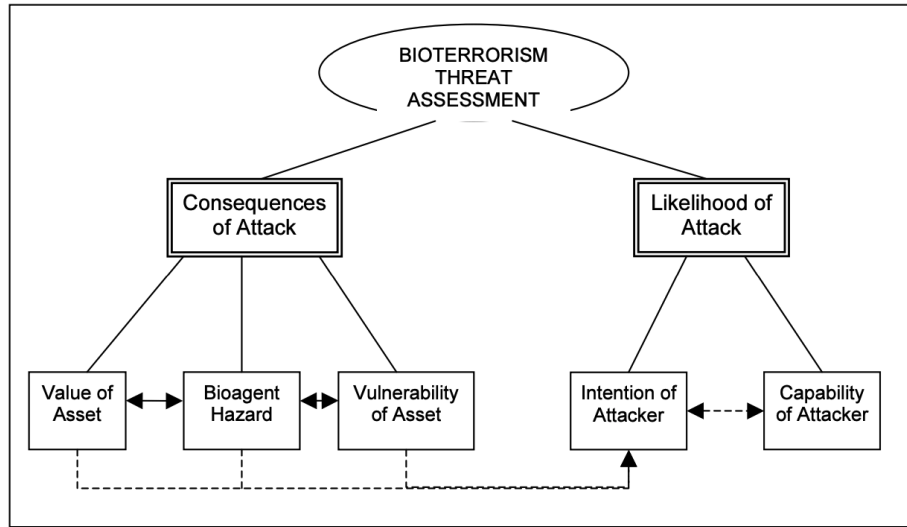 BIOTERRORISM
THREAT
ASSESSMENT
Consequences
of Attack
Likelihood of
Attack
Value of
Asset
Bioagent
Hazard
Vulnerability
of Asset
Intention of
Attacker
Capability
of Attacker